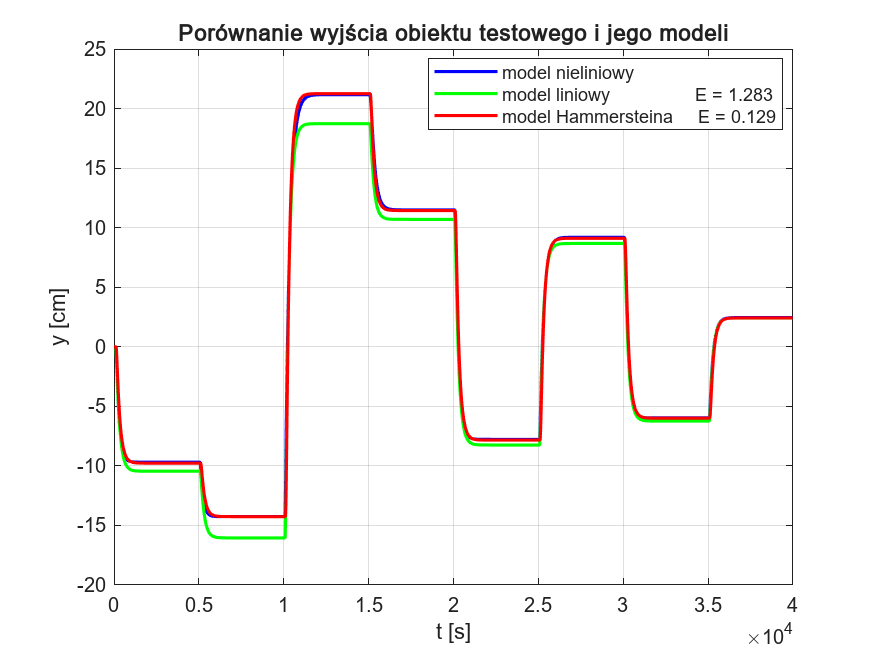 Porównanie wyjścia obiektu testowego i jego modeli
model nieliniowy
model liniowy E = 1.283
model Hammersteina E = 0.129
25
20
15
10
5
0
-5
-10
-15
-20
y [cm]
0 0.5 1 1.5 2 2.5 3 3.5 4
t [s]
×10⁴